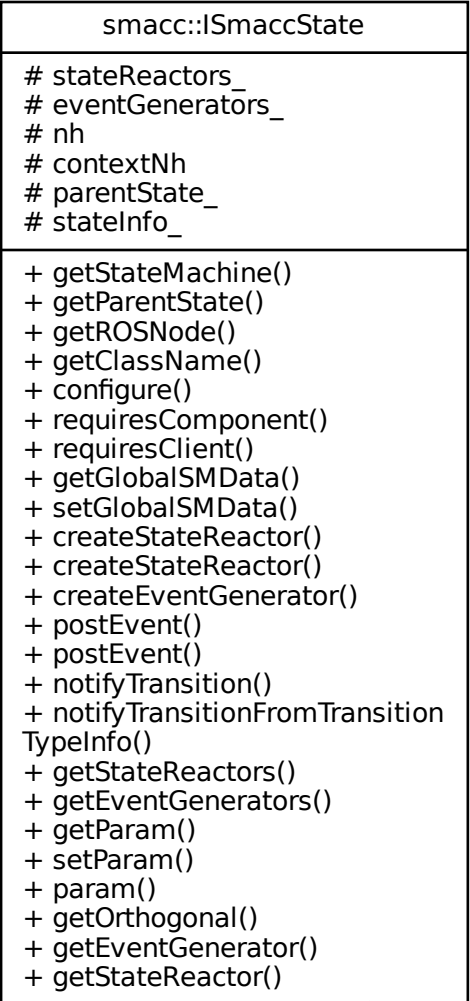 smacc::ISmaccState
# stateReactors_
# eventGenerators_
# nh
# contextNh
# parentState_
# stateInfo_
+ getStateMachine()
+ getParentState()
+ getROSNode()
+ getClassName()
+ configure()
+ requiresComponent()
+ requiresClient()
+ getGlobalSMData()
+ setGlobalSMData()
+ createStateReactor()
+ createStateReactor()
+ createEventGenerator()
+ postEvent()
+ postEvent()
+ notifyTransition()
+ notifyTransitionFromTransition
TypeInfo()
+ getStateReactors()
+ getEventGenerators()
+ getParam()
+ setParam()
+ param()
+ getOrthogonal()
+ getEventGenerator()
+ getStateReactor()